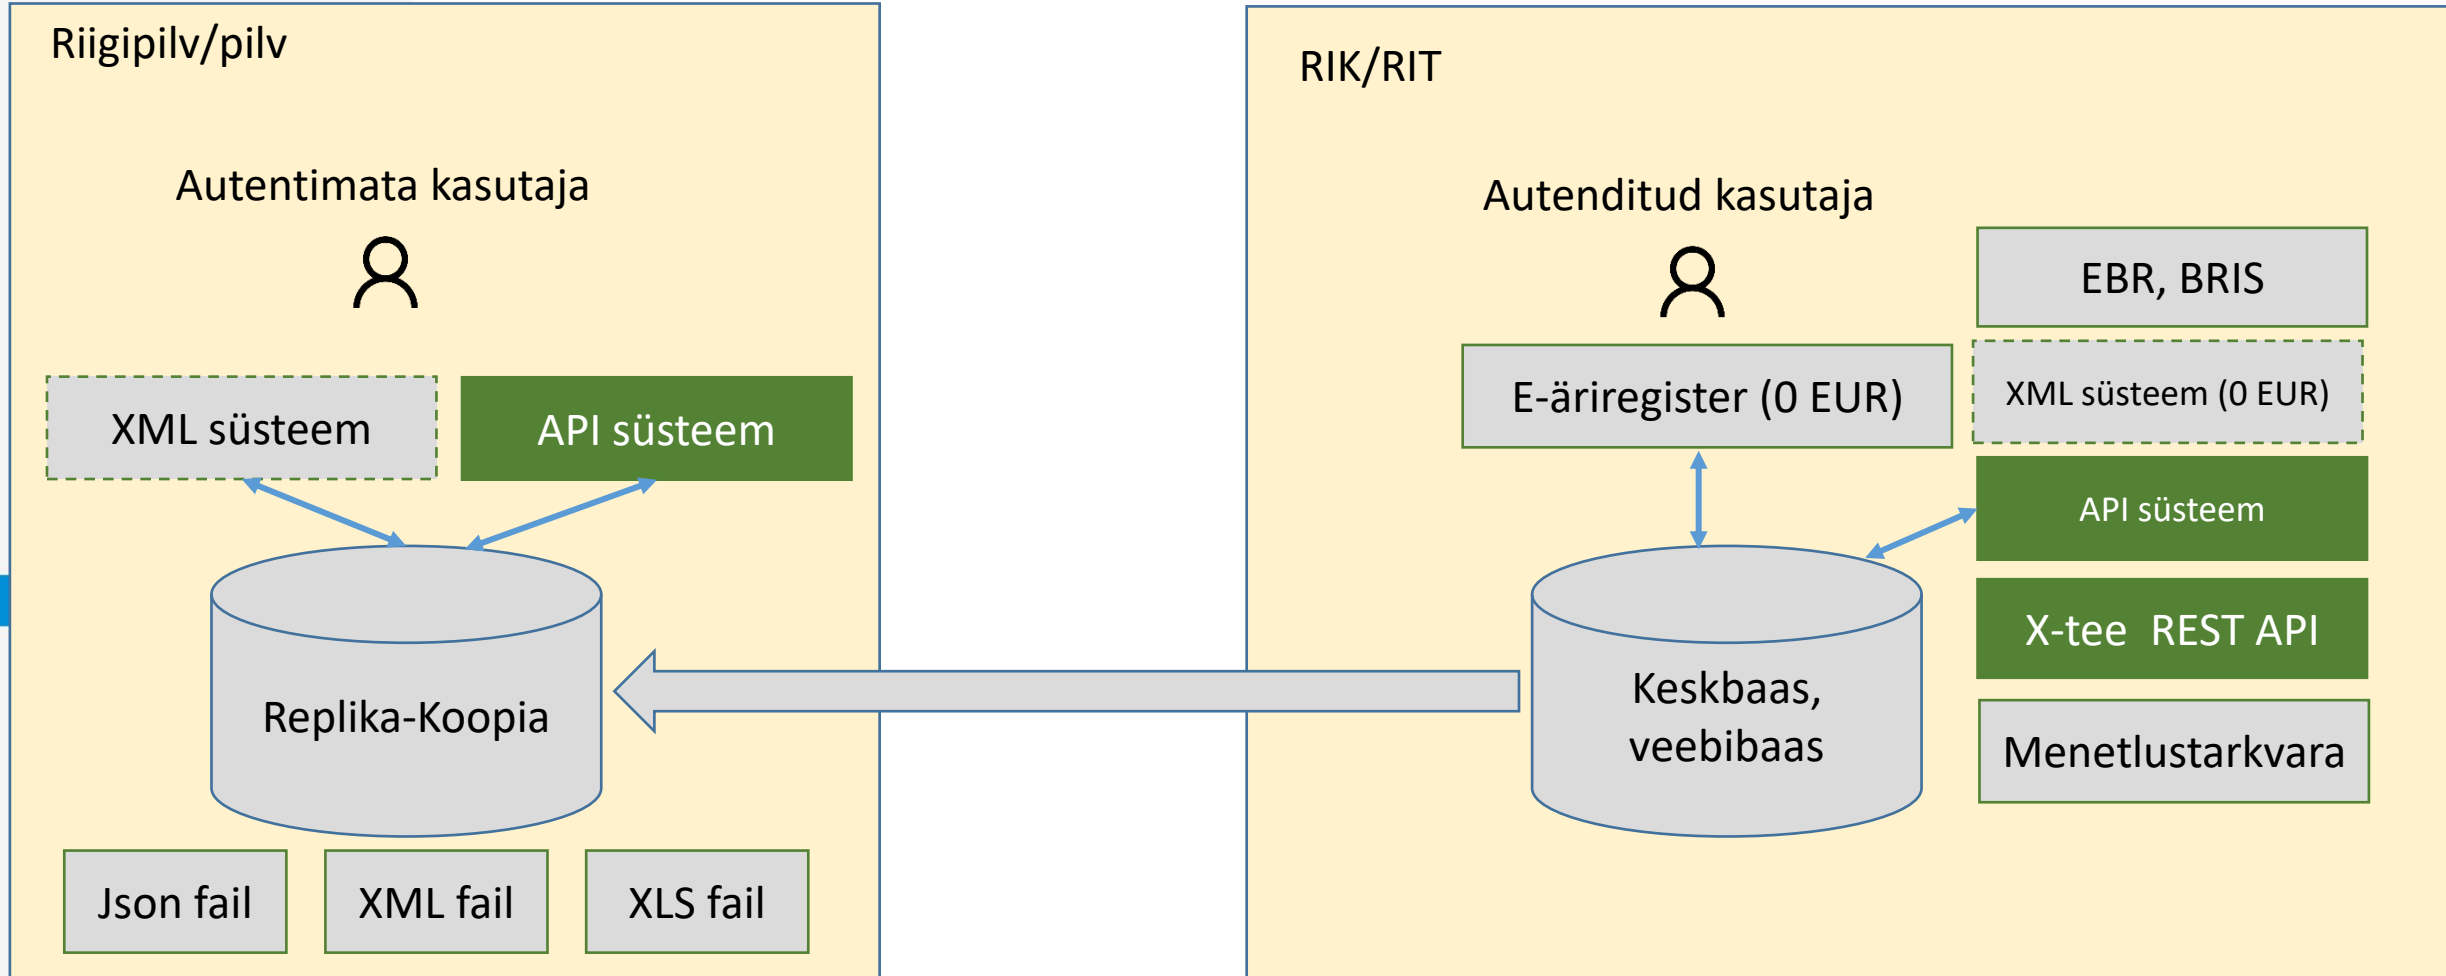 Riigipilv/pilv
Autentimata kasutaja
XML süsteem
API süsteem
Replika-Koopia
Json fail
XML fail
XLS fail
RIK/RIT
Autenditud kasutaja
EBR, BRIS
E-äriregister (0 EUR)
XML süsteem (0 EUR)
API süsteem
X-tee REST API
Keskbaas,
veebibaas
Menetlustarkvara